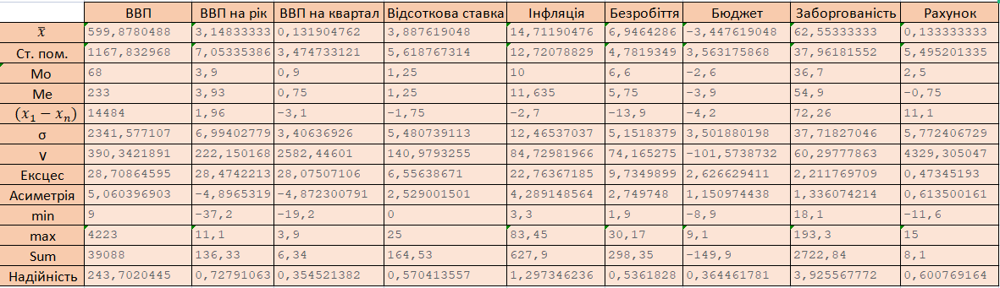 ВВП ВВП на рік ВВП на квартал Відсоткова ставка Інфляція Безробіття Бюджет Заборгованість Рахунок
x̅ 599,8780488 3,14833333 0,131904762 3,887619048 14,71190476 6,9464286 -3,447619048 62,55333333 0,133333333
Ст. пом. 1167,832968 7,05335386 3,474733121 5,618767314 12,72078829 4,7819349 3,563175868 37,96181552 5,495201335
Mo 68 3,9 0,9 1,25 10 6,6 -2,6 36,7 2,5
Me 233 3,93 0,75 1,25 11,635 5,75 -3,9 54,9 -0,75
(x₁ − xₙ) 14484 1,96 -3,1 -1,75 -2,7 -13,9 -4,2 72,26 11,1
σ 2341,577107 6,99402779 3,40636926 5,480739113 12,46537037 5,1518379 3,501880198 37,71827046 5,772406729
V 390,3421891 222,150168 2582,44601 140,9793255 84,72981966 74,165275 -101,5738732 60,29777863 4329,305047
Ексцес 28,70864595 28,4742213 28,07507106 6,55638671 22,76367185 9,7349899 2,626629411 2,211769709 0,47345193
Асиметрія 5,060396903 -4,8965319 -4,872300791 2,529001501 4,289148564 2,749748 1,150974438 1,336074214 0,613500161
min 9 -37,2 -19,2 0 3,3 1,9 -8,9 18,1 -11,6
max 4223 11,1 3,9 25 83,45 30,17 9,1 193,3 15
Sum 39088 136,33 6,34 164,53 627,9 298,35 -149,9 2722,84 8,1
Надійність 243,7020445 0,72791063 0,354521382 0,570413557 1,297346236 0,5361828 0,364461781 3,925567772 0,600769164